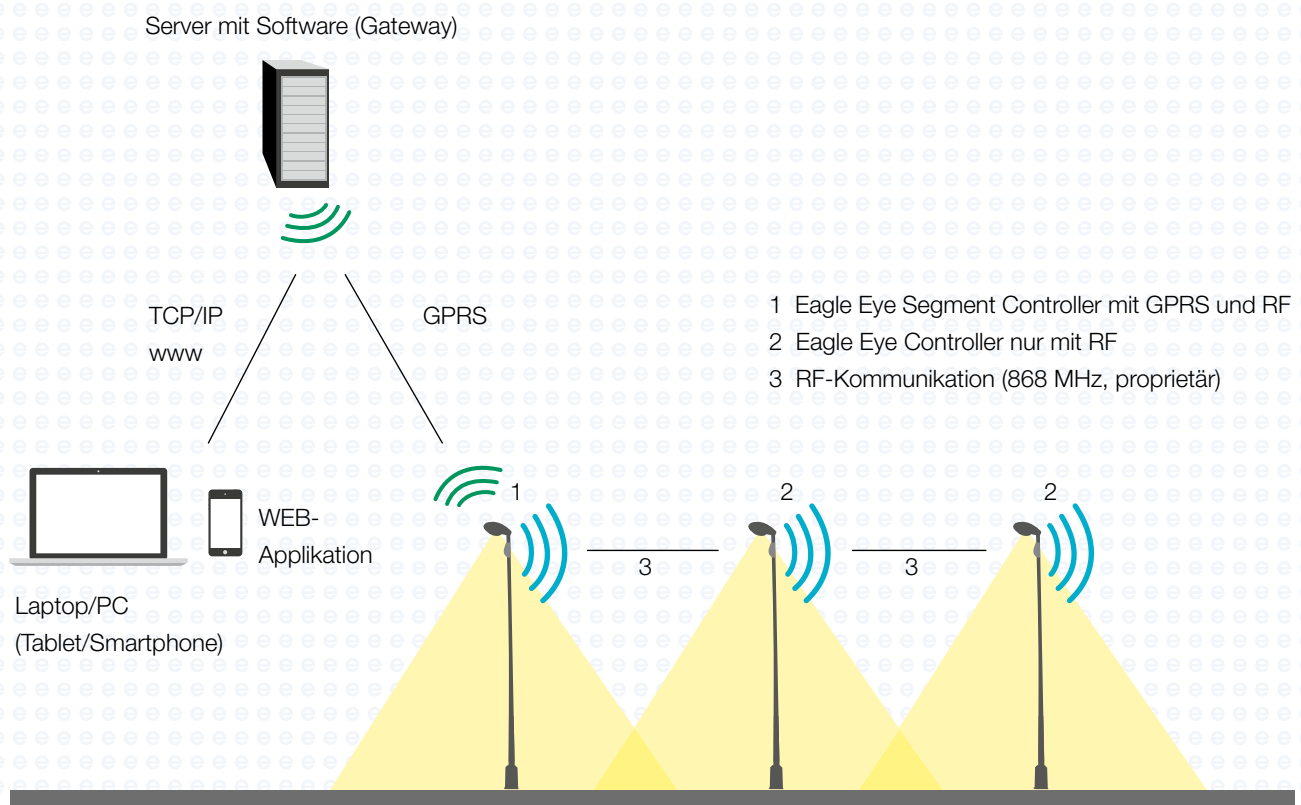 Server mit Software (Gateway)
TCP/IP
www
GPRS
1 Eagle Eye Segment Controller mit GPRS und RF
2 Eagle Eye Controller nur mit RF
3 RF-Kommunikation (868 MHz, proprietär)
1
2
2
WEB-
Applikation
3
3
Laptop/PC
(Tablet/Smartphone)